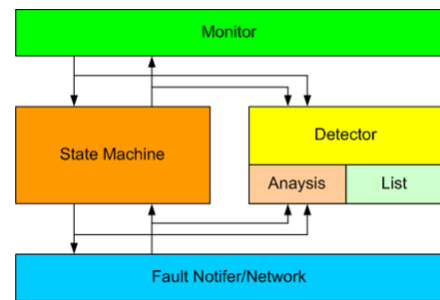 Monitor
State Machine
Detector
Anaysis
List
Fault Notifer/Network